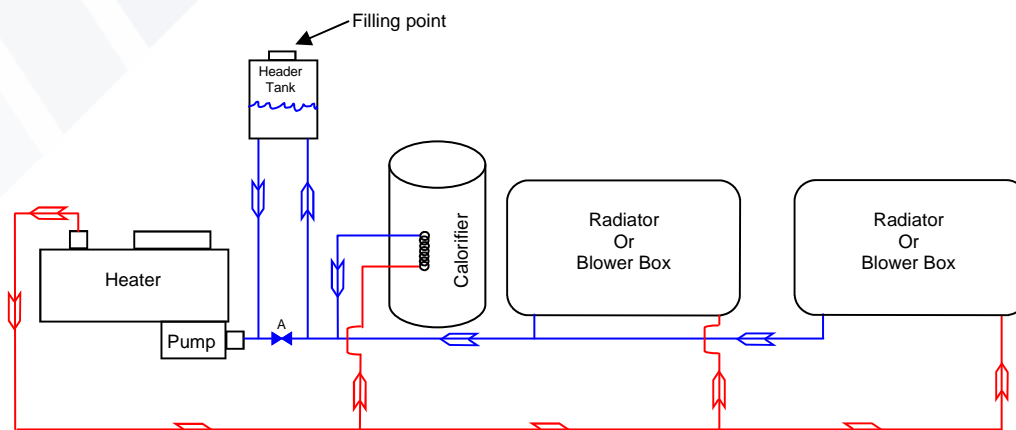 Filling point
Header
Tank
Calorifier
Radiator
Or
Blower Box
Radiator
Or
Blower Box
Heater
A
Pump